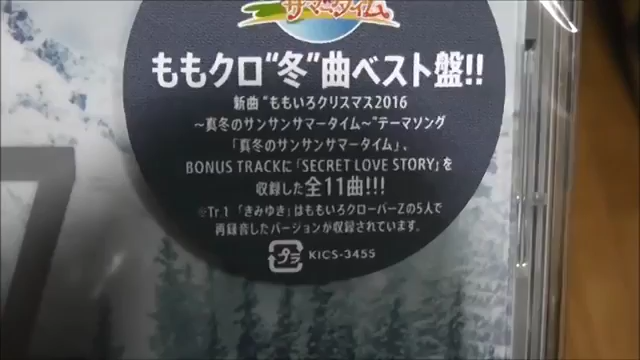 サマータイム
ももクロ“冬”曲ベスト盤!!
新曲“ももいろクリスマス2016
～真冬のサンサンサマータイム～”テーマソング
「真冬のサンサンサマータイム」、
BONUS TRACKに「SECRET LOVE STORY」を
収録した全11曲!!!
※Tr 1 「きみゆき」はももいろクローバーZの5人で
再録音したバージョンが収録されています。
プラ KICS-3455